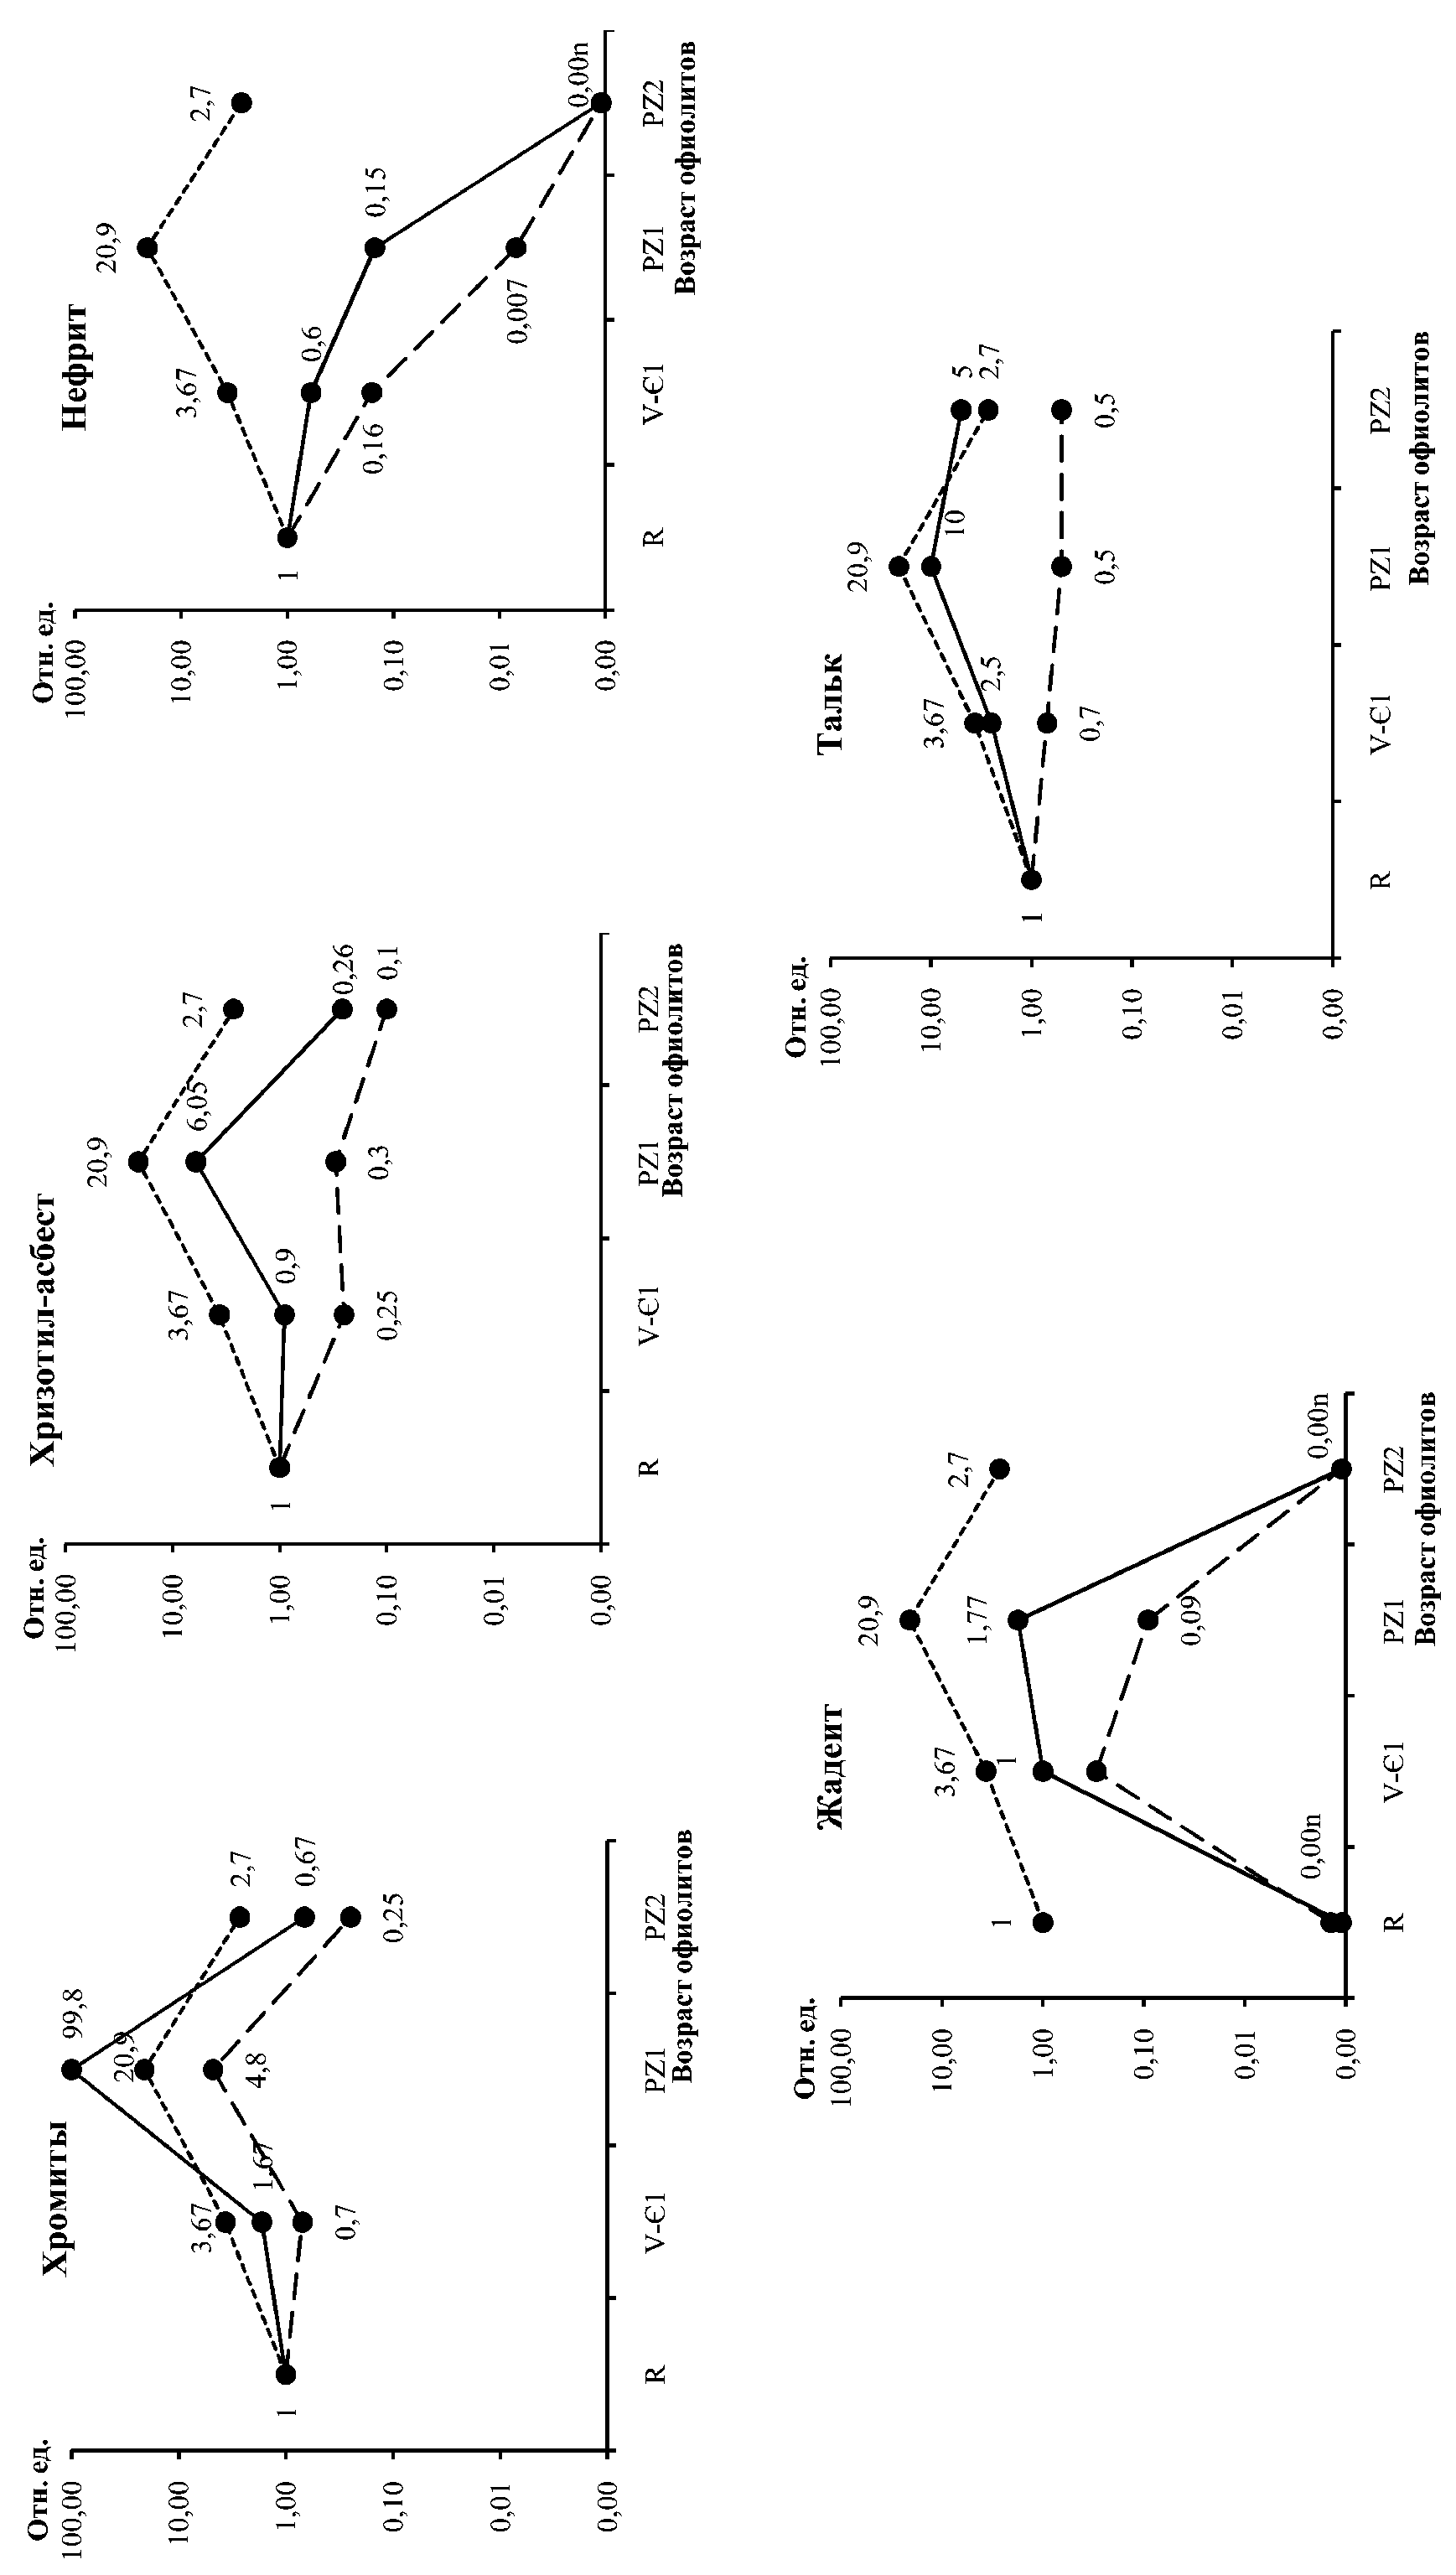 Хромиты
Отн. ед.
100,00
10,00
1,00
0,10
0,01
0,00
99,8
20,9
3,67
2,7
1,67
4,8
0,67
1
0,7
0,25
R
V-Є1
PZ1
PZ2
Возраст офиолитов
Хризотил-асбест
Отн. ед.
100,00
10,00
1,00
0,10
0,01
0,00
20,9
3,67
6,05
2,7
1
0,9
0,26
0,25
0,3
0,1
R
V-Є1
PZ1
PZ2
Возраст офиолитов
Нефрит
Отн. ед.
100,00
10,00
1,00
0,10
0,01
0,00
20,9
3,67
2,7
1
0,6
0,15
0,16
0,007
0,00n
R
V-Є1
PZ1
PZ2
Возраст офиолитов
Жадеит
Отн. ед.
100,00
10,00
1,00
0,10
0,01
0,00
20,9
3,67
2,7
1
1
1,77
0,09
0,00n
0,00n
R
V-Є1
PZ1
PZ2
Возраст офиолитов
Тальк
Отн. ед.
100,00
10,00
1,00
0,10
0,01
0,00
20,9
3,67
10
5
2,7
2,5
1
0,7
0,5
0,5
R
V-Є1
PZ1
PZ2
Возраст офиолитов